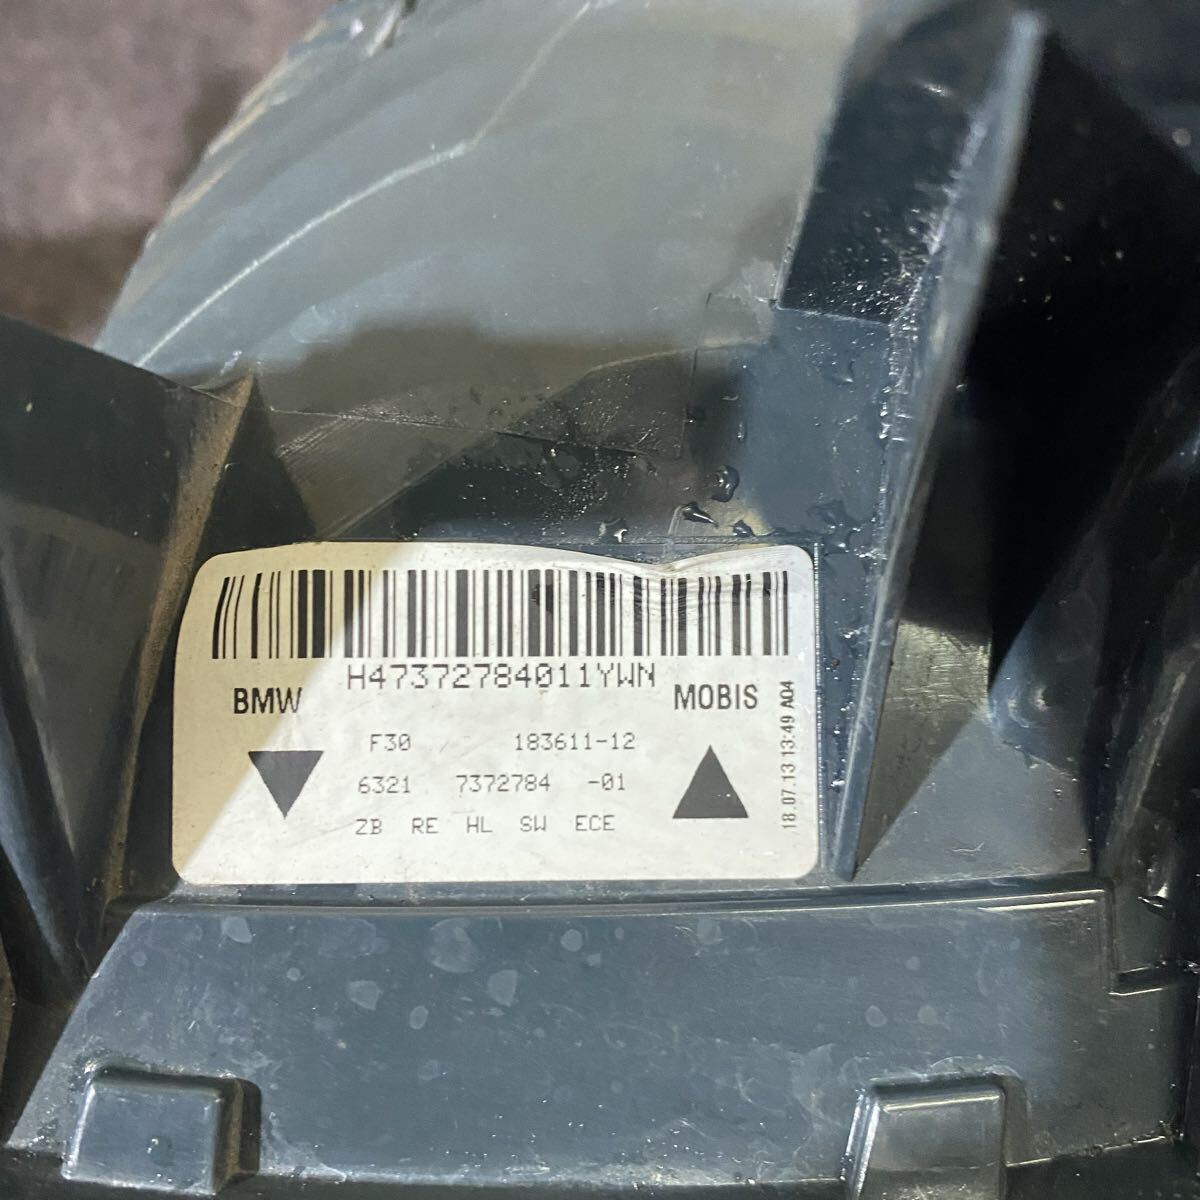 H47372784011YWN
BMW
MOBIS
F30 183611-12
6321 7372784 -01
ZB RE HL SW ECE
18.07.13 13:49 A04